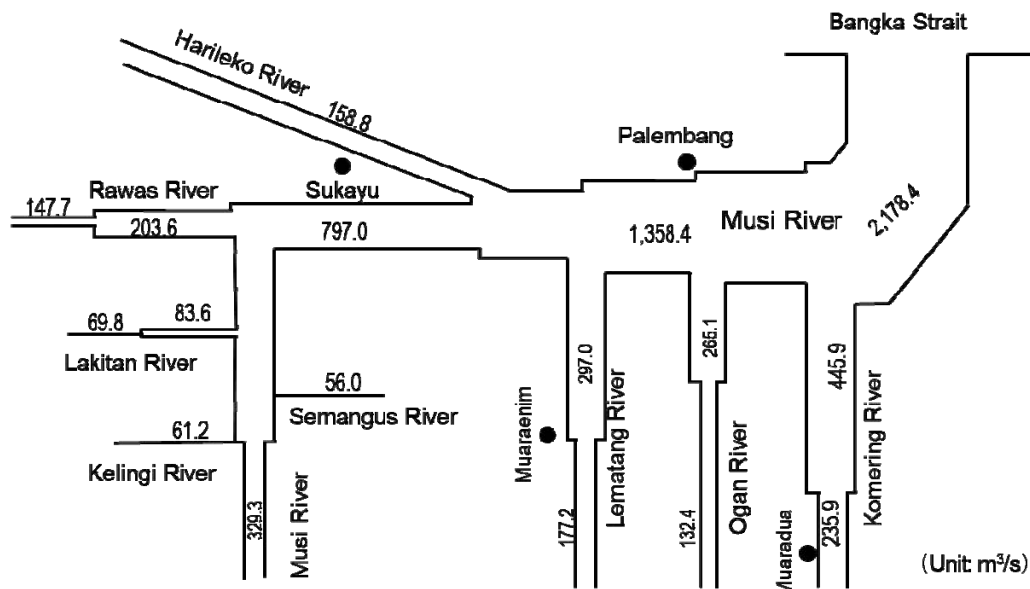 Bangka Strait
Harileko River
158.8
Palembang
Sukayu
Rawas River
147.7
203.6
797.0
1,358.4
Musi River
2,178.4
69.8
83.6
Lakitan River
56.0
Semangus River
61.2
Kelingi River
329.3
Musi River
297.0
Muaraenim
Lematang River
177.2
265.1
Ogan River
132.4
445.9
Komering River
235.9
Muaradua
(Unit m³/s)